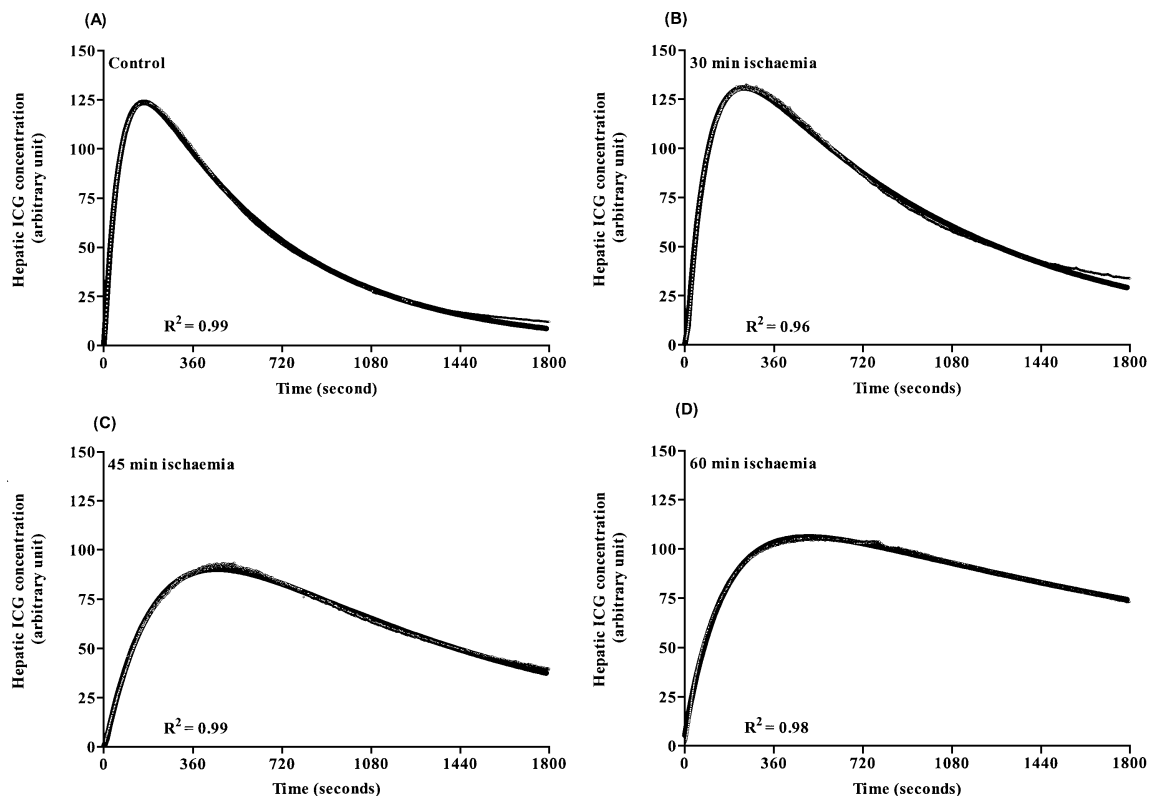 (A)
Control
150
125
100
75
50
25
0
Hepatic ICG concentration
(arbitrary unit)
R² = 0.99
0 360 720 1080 1440 1800
Time (second)
(B)
30 min ischaemia
150
125
100
75
50
25
0
Hepatic ICG concentration
(arbitrary unit)
R² = 0.96
0 360 720 1080 1440 1800
Time (seconds)
(C)
45 min ischaemia
150
125
100
75
50
25
0
Hepatic ICG concentration
(arbitrary unit)
R² = 0.99
0 360 720 1080 1440 1800
Time (seconds)
(D)
60 min ischaemia
150
125
100
75
50
25
0
Hepatic ICG concentration
(arbitrary unit)
R² = 0.98
0 360 720 1080 1440 1800
Time (seconds)